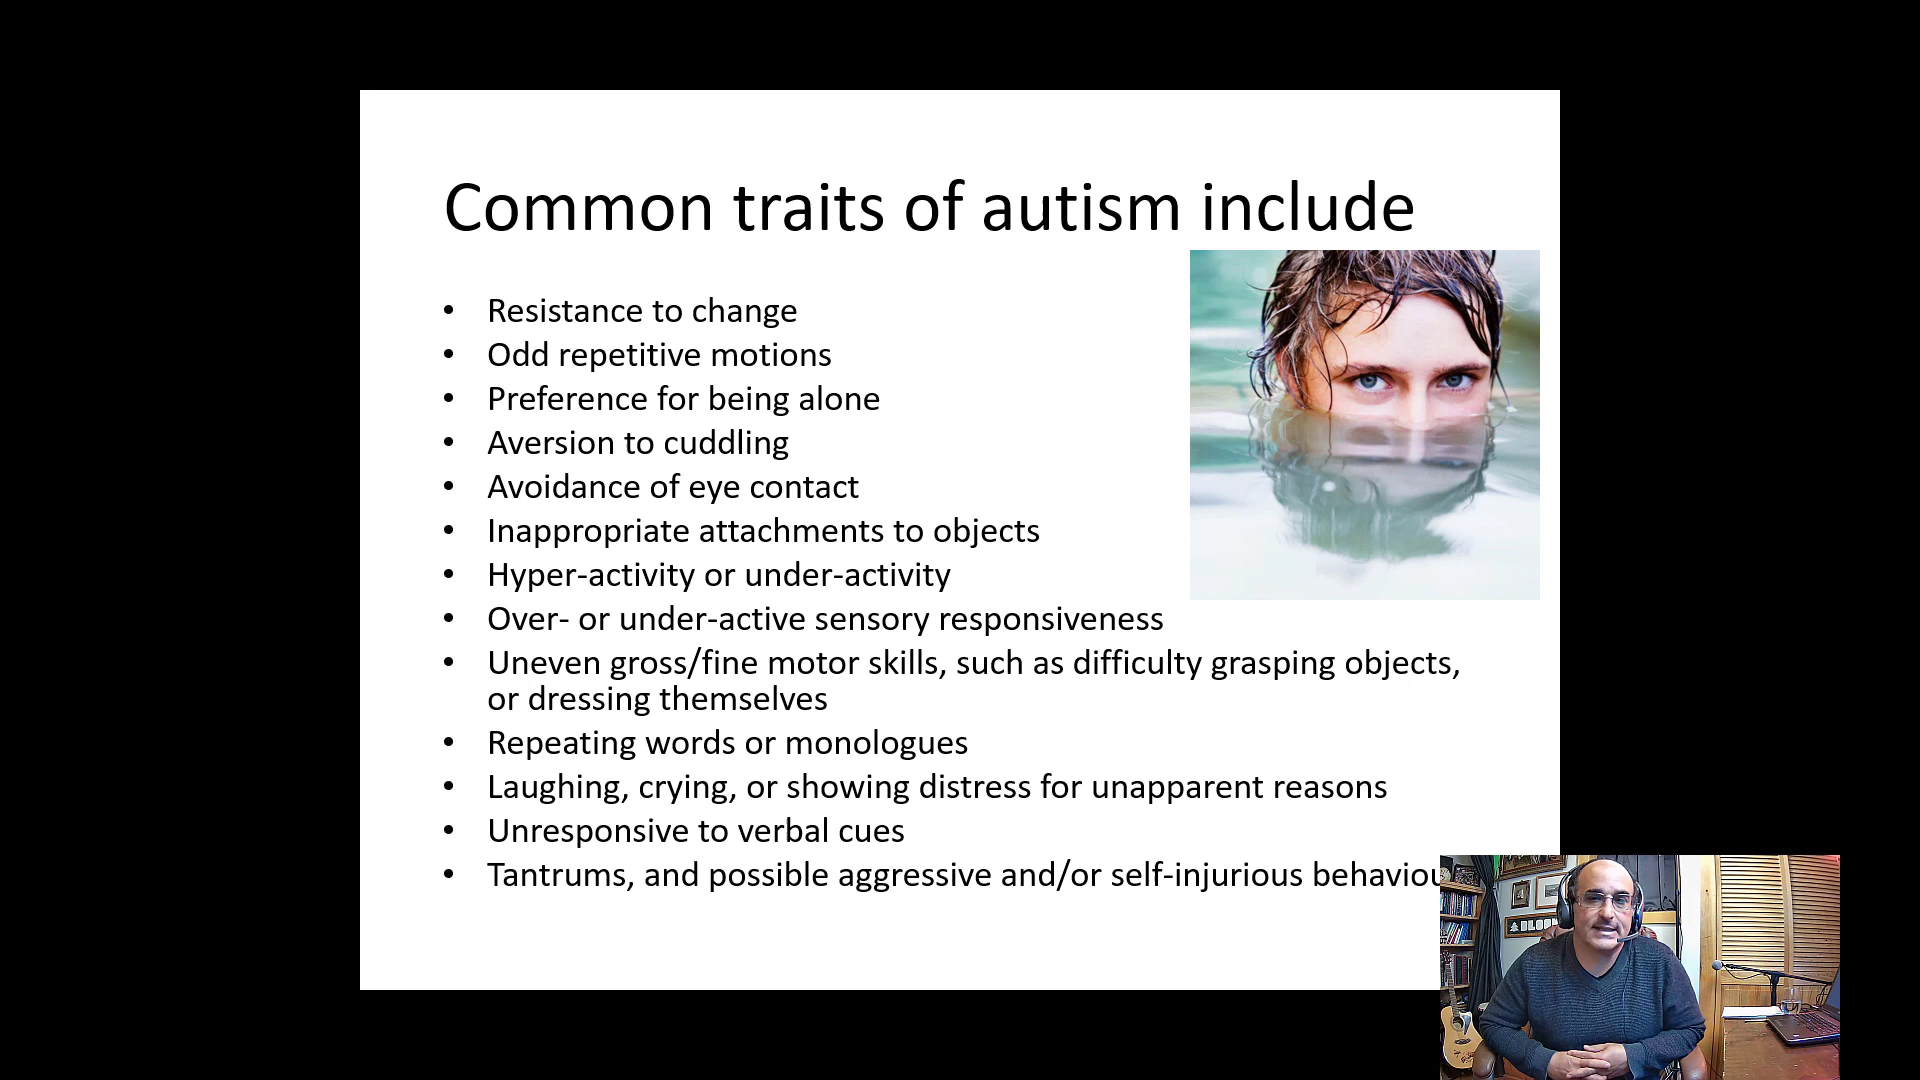 Common traits of autism include
• Resistance to change
• Odd repetitive motions
• Preference for being alone
• Aversion to cuddling
• Avoidance of eye contact
• Inappropriate attachments to objects
• Hyper-activity or under-activity
• Over- or under-active sensory responsiveness
• Uneven gross/fine motor skills, such as difficulty grasping objects,
or dressing themselves
• Repeating words or monologues
• Laughing, crying, or showing distress for unapparent reasons
• Unresponsive to verbal cues
• Tantrums, and possible aggressive and/or self-injurious